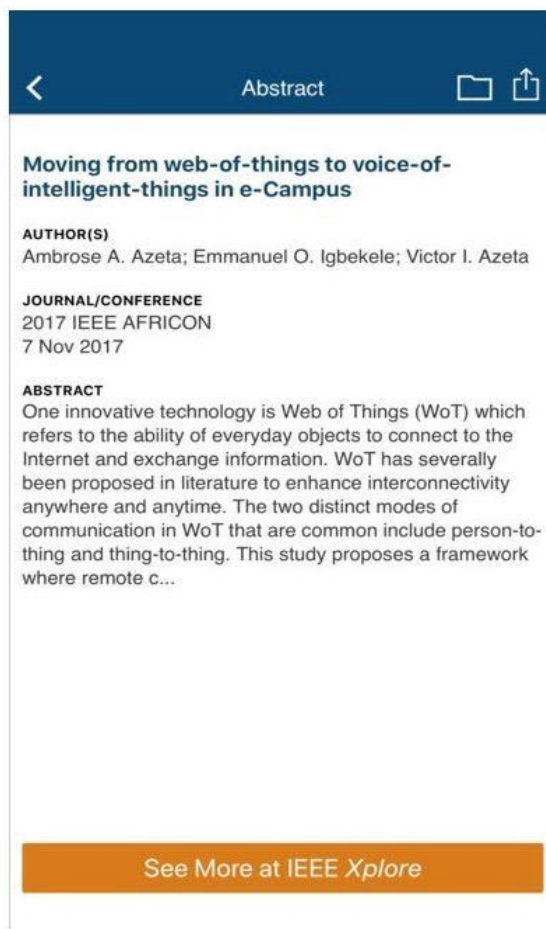 Abstract
Moving from web-of-things to voice-of-
intelligent-things in e-Campus
AUTHOR(S)
Ambrose A. Azeta; Emmanuel O. Igbekele; Victor I. Azeta
JOURNAL/CONFERENCE
2017 IEEE AFRICON
7 Nov 2017
ABSTRACT
One innovative technology is Web of Things (WoT) which
refers to the ability of everyday objects to connect to the
Internet and exchange information. WoT has severally
been proposed in literature to enhance interconnectivity
anywhere and anytime. The two distinct modes of
communication in WoT that are common include person-to-
thing and thing-to-thing. This study proposes a framework
where remote c...
See More at IEEE Xplore